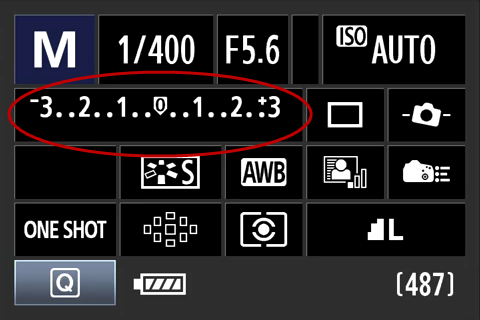 M 1/400 F5.6 ISO AUTO
-3..2..1..0..1..2..+3
S AWB
ONE SHOT L
Q (487)